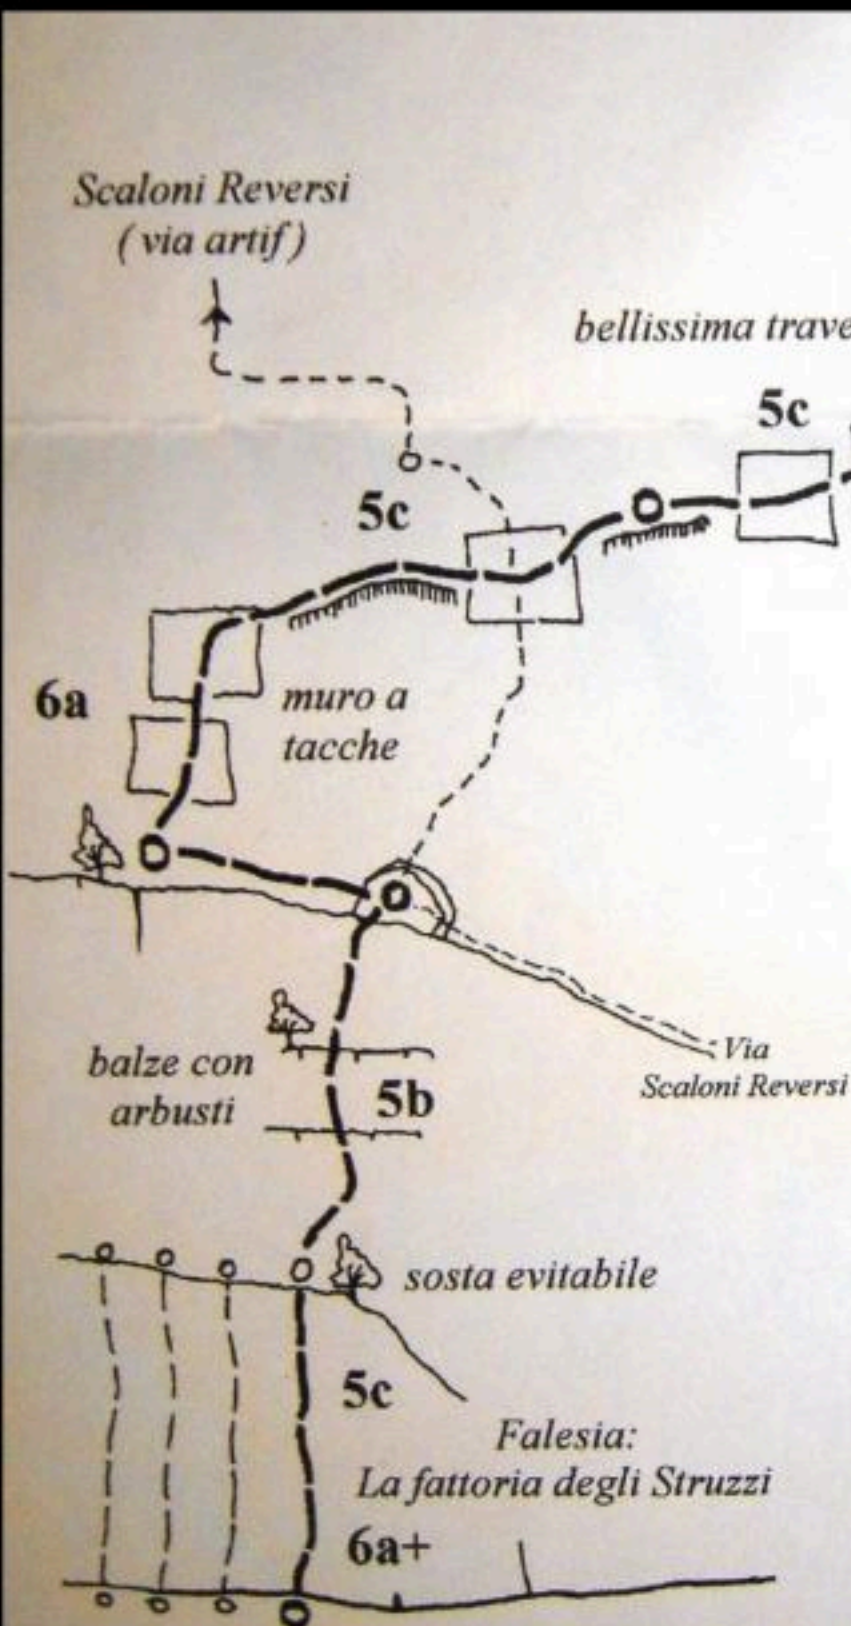 Scaloni Reversi
(via artif)
bellissima trave
5c
5c
6a
muro a
tacche
Via
Scaloni Reversi
balze con
arbusti
5b
sosta evitabile
5c
Falesia:
La fattoria degli Struzzi
6a+